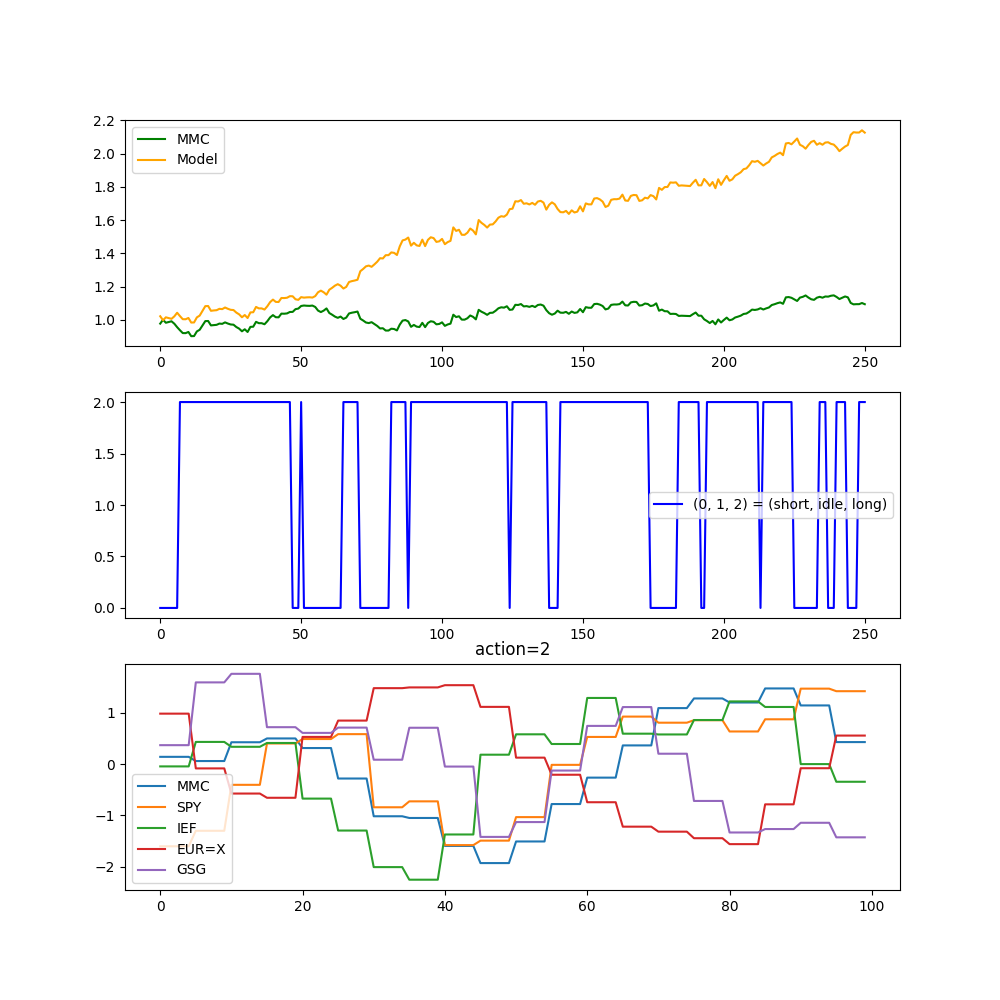 2.2
2.0
1.8
1.6
1.4
1.2
1.0
MMC
Model
0 50 100 150 200 250
2.0
1.5
1.0
0.5
0.0
(0, 1, 2) = (short, idle, long)
0 50 100 150 200 250
action=2
1
0
−1
−2
MMC
SPY
IEF
EUR=X
GSG
0 20 40 60 80 100